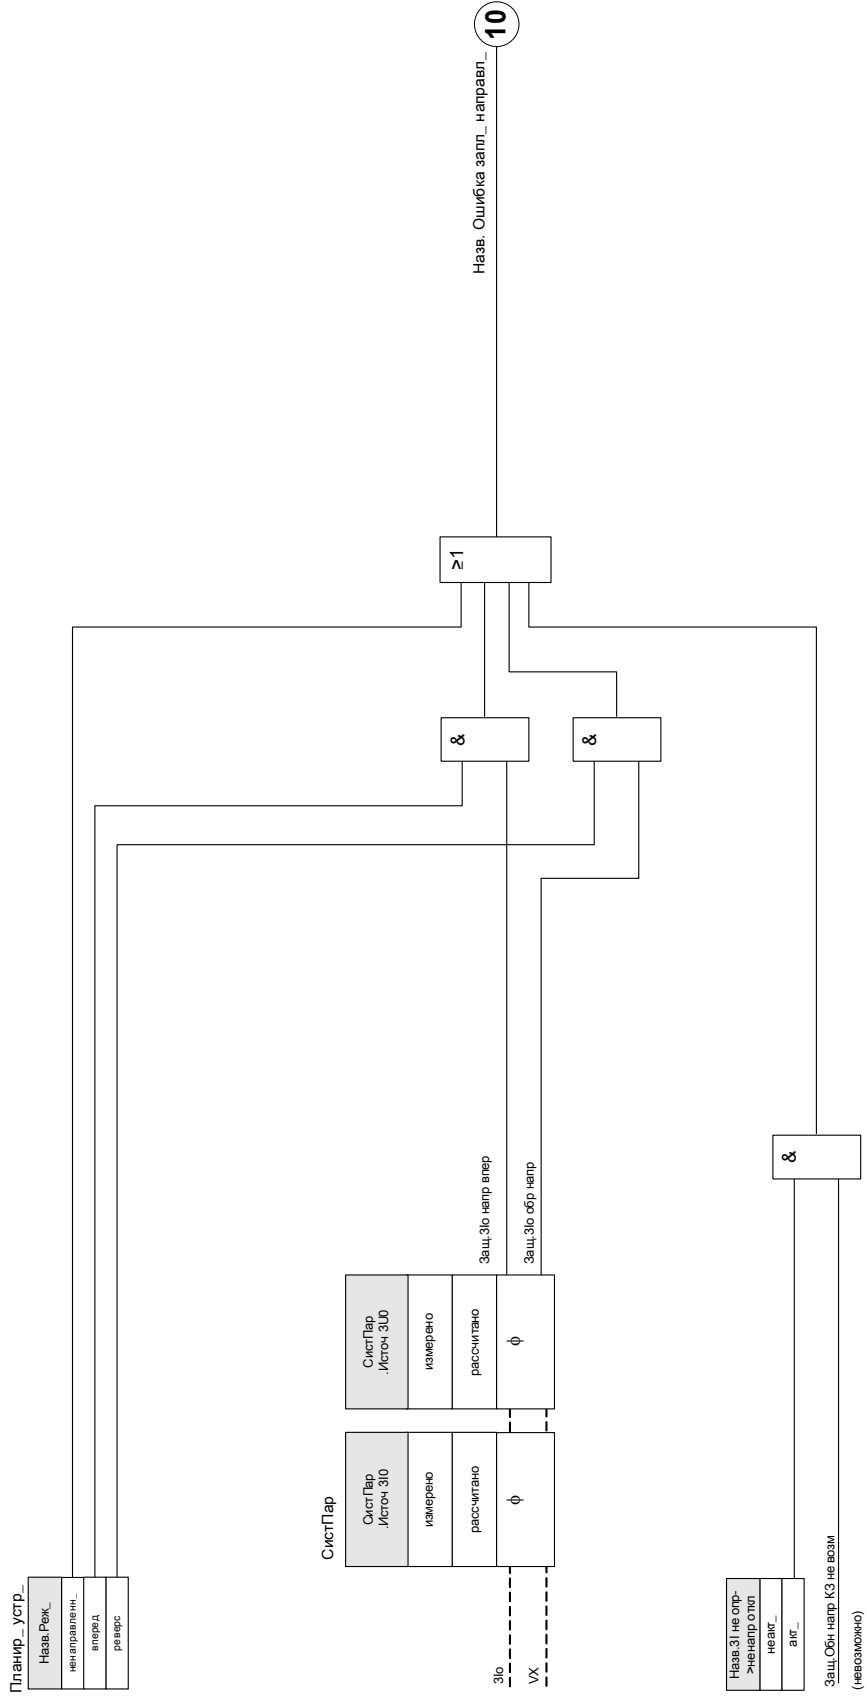 Планир_ устр_
Назв.Реж_
ненаправленн_
вперед
реверс
СистПар
СистПар
.Источ 3I0
измерено
рассчитано
ϕ
СистПар
.Источ 3U0
измерено
рассчитано
ϕ
3Io
VX
Защ.3Io напр впер
Защ.3Io обр напр
Назв.3I не опр-
>ненапр откл
неакт_
акт_
Защ.Обн напр КЗ не возм
(невозможно)
&
&
&
≥1
Назв. Ошибка запл_ направл_
10